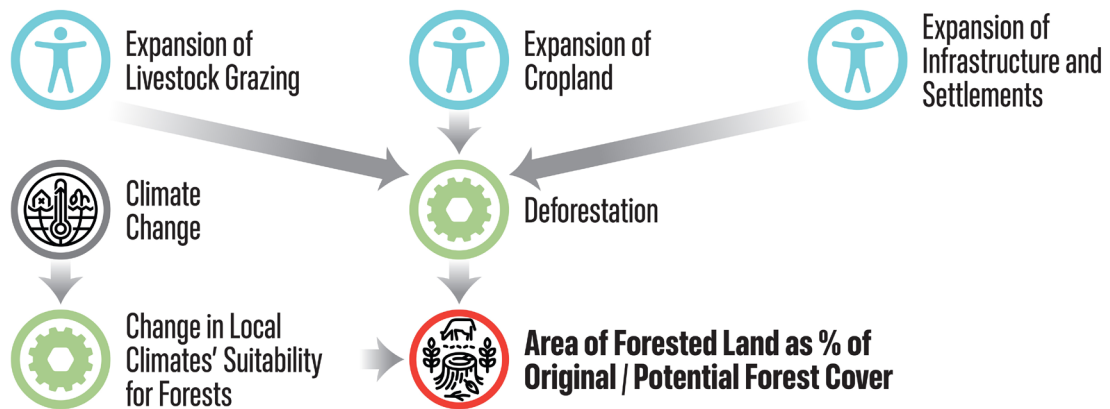 Expansion of
Livestock Grazing
Expansion of
Cropland
Expansion of
Infrastructure and
Settlements
Climate
Change
Deforestation
Change in Local
Climates’ Suitability
for Forests
Area of Forested Land as % of
Original / Potential Forest Cover